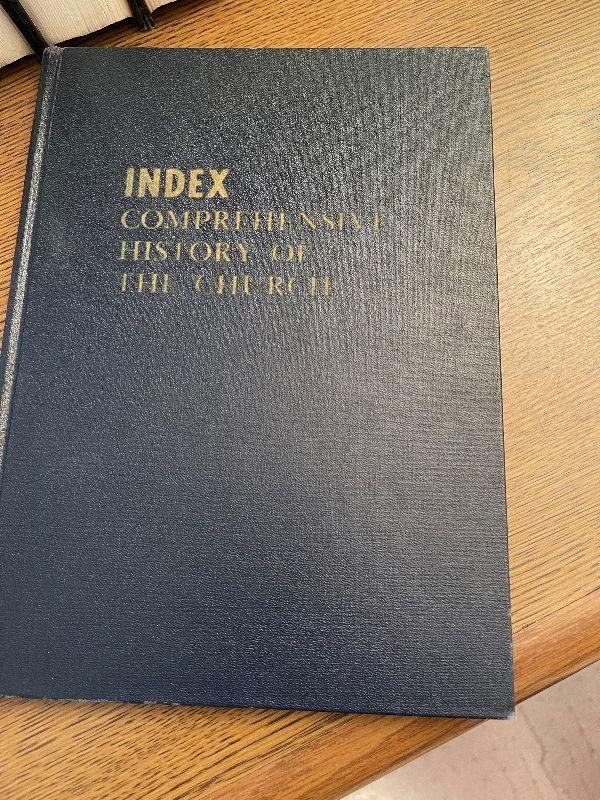 INDEX
COMPREHENSIVE
HISTORY OF
THE CHURCH